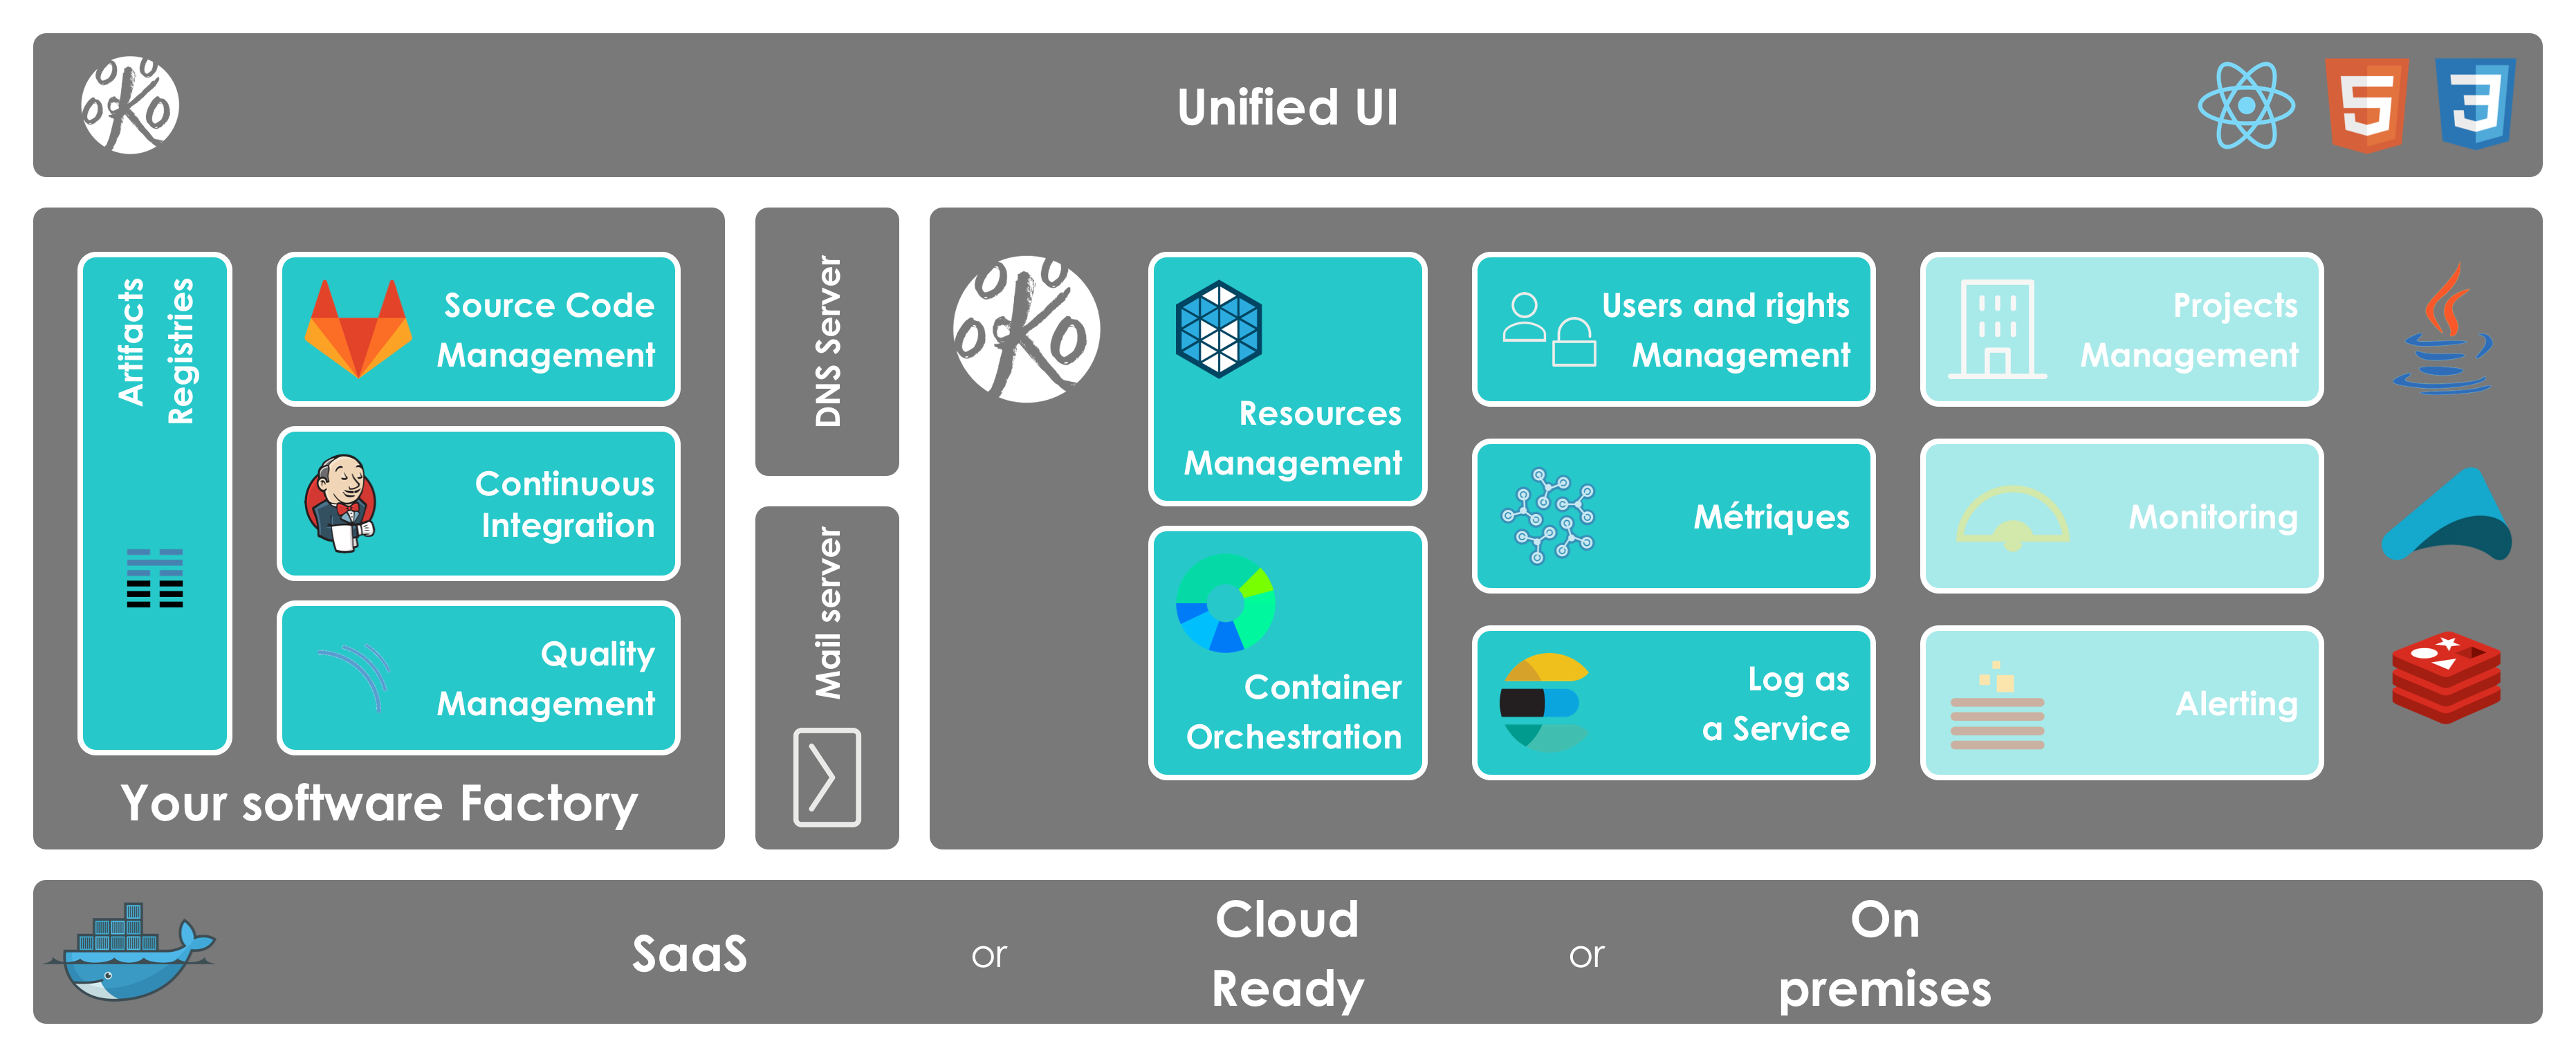 Unified UI
Artifacts
Registries
Source Code
Management
Continuous
Integration
Quality
Management
Your software Factory
DNS Server
Mail server
Resources
Management
Container
Orchestration
Users and rights
Management
Métriques
Log as
a Service
Projects
Management
Monitoring
Alerting
SaaS
or
Cloud
Ready
or
On
premises